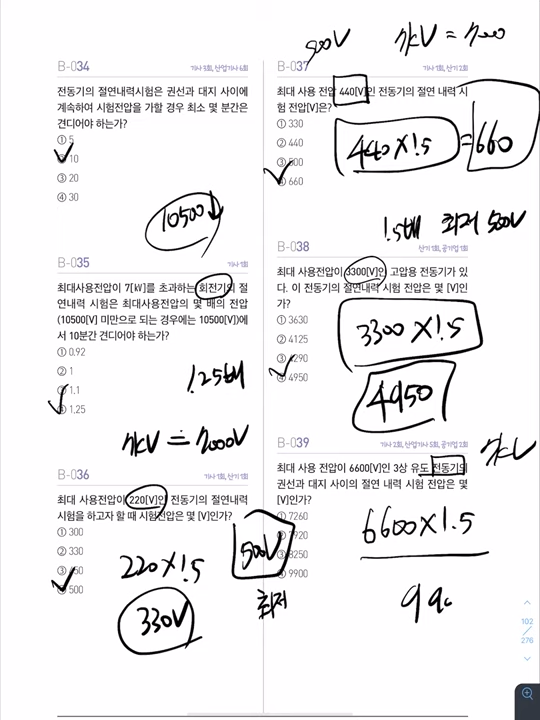 B-034
기사 3회, 산업기사 6회
전동기의 절연내력시험은 권선과 대지 사이에
계속하여 시험전압을 가할 경우 최소 몇 분간은
견디어야 하는가?
① 5
10
③ 20
④ 30
10500↓
B-035
기사 1회
최대사용전압이 7[kV]를 초과하는 회전기의 절
연내력 시험은 최대사용전압의 몇 배의 전압
(10500[V] 미만으로 되는 경우에는 10500[V])에
서 10분간 견디어야 하는가?
① 0.92
② 1
③ 1.1
1.25
1.25배
7kV = 7000V
B-036
기사 1회, 산기 1회
최대 사용전압이 220[V]인 전동기의 절연내력
시험을 하고자 할 때 시험전압은 몇 [V]인가?
① 300
② 330
③ 450
500
220×1.5
330V
500V
최저
500V
7kV = 7000
B-037
기사 1회, 산기 2회
최대 사용 전압 440[V]인 전동기의 절연 내력 시
험 전압[V]은?
① 330
② 440
③ 500
④ 660
440×1.5 = 660
1.5배 최저 500V
B-038
산기 1회, 공기업 1회
최대 사용전압이 3300[V]인 고압용 전동기가 있
다. 이 전동기의 절연내력 시험 전압은 몇 [V]인
가?
① 3630
② 4125
③ 4290
④ 4950
3300×1.5
4950
7kV
B-039
기사 2회, 산업기사 5회, 공기업 2회
최대 사용 전압이 6600[V]인 3상 유도 전동기의
권선과 대지 사이의 절연 내력 시험 전압은 몇
[V]인가?
① 7260
② 7920
③ 8250
④ 9900
6600×1.5
990
102
/
276